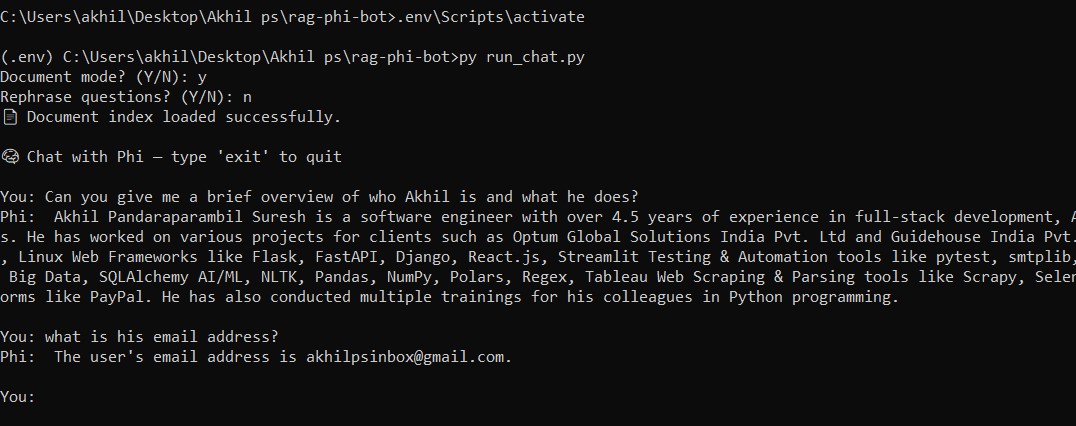 C:\Users\akhil\Desktop\Akhil ps\rag-phi-bot>.env\Scripts\activate
(.env) C:\Users\akhil\Desktop\Akhil ps\rag-phi-bot>py run_chat.py
Document mode? (Y/N): y
Rephrase questions? (Y/N): n
Document index loaded successfully.
Chat with Phi – type 'exit' to quit
You: Can you give me a brief overview of who Akhil is and what he does?
Phi:  Akhil Pandaraparambil Suresh is a software engineer with over 4.5 years of experience in full-stack development,
s. He has worked on various projects for clients such as Optum Global Solutions India Pvt. Ltd and Guidehouse India Pvt.
, Linux Web Frameworks like Flask, FastAPI, Django, React.js, Streamlit Testing & Automation tools like pytest, smtplib,
Big Data, SQLAlchemy AI/ML, NLTK, Pandas, NumPy, Polars, Regex, Tableau Web Scraping & Parsing tools like Scrapy,
orms like PayPal. He has also conducted multiple trainings for his colleagues in Python programming.
You: what is his email address?
Phi:  The user's email address is akhilpsinbox@gmail.com.
You: